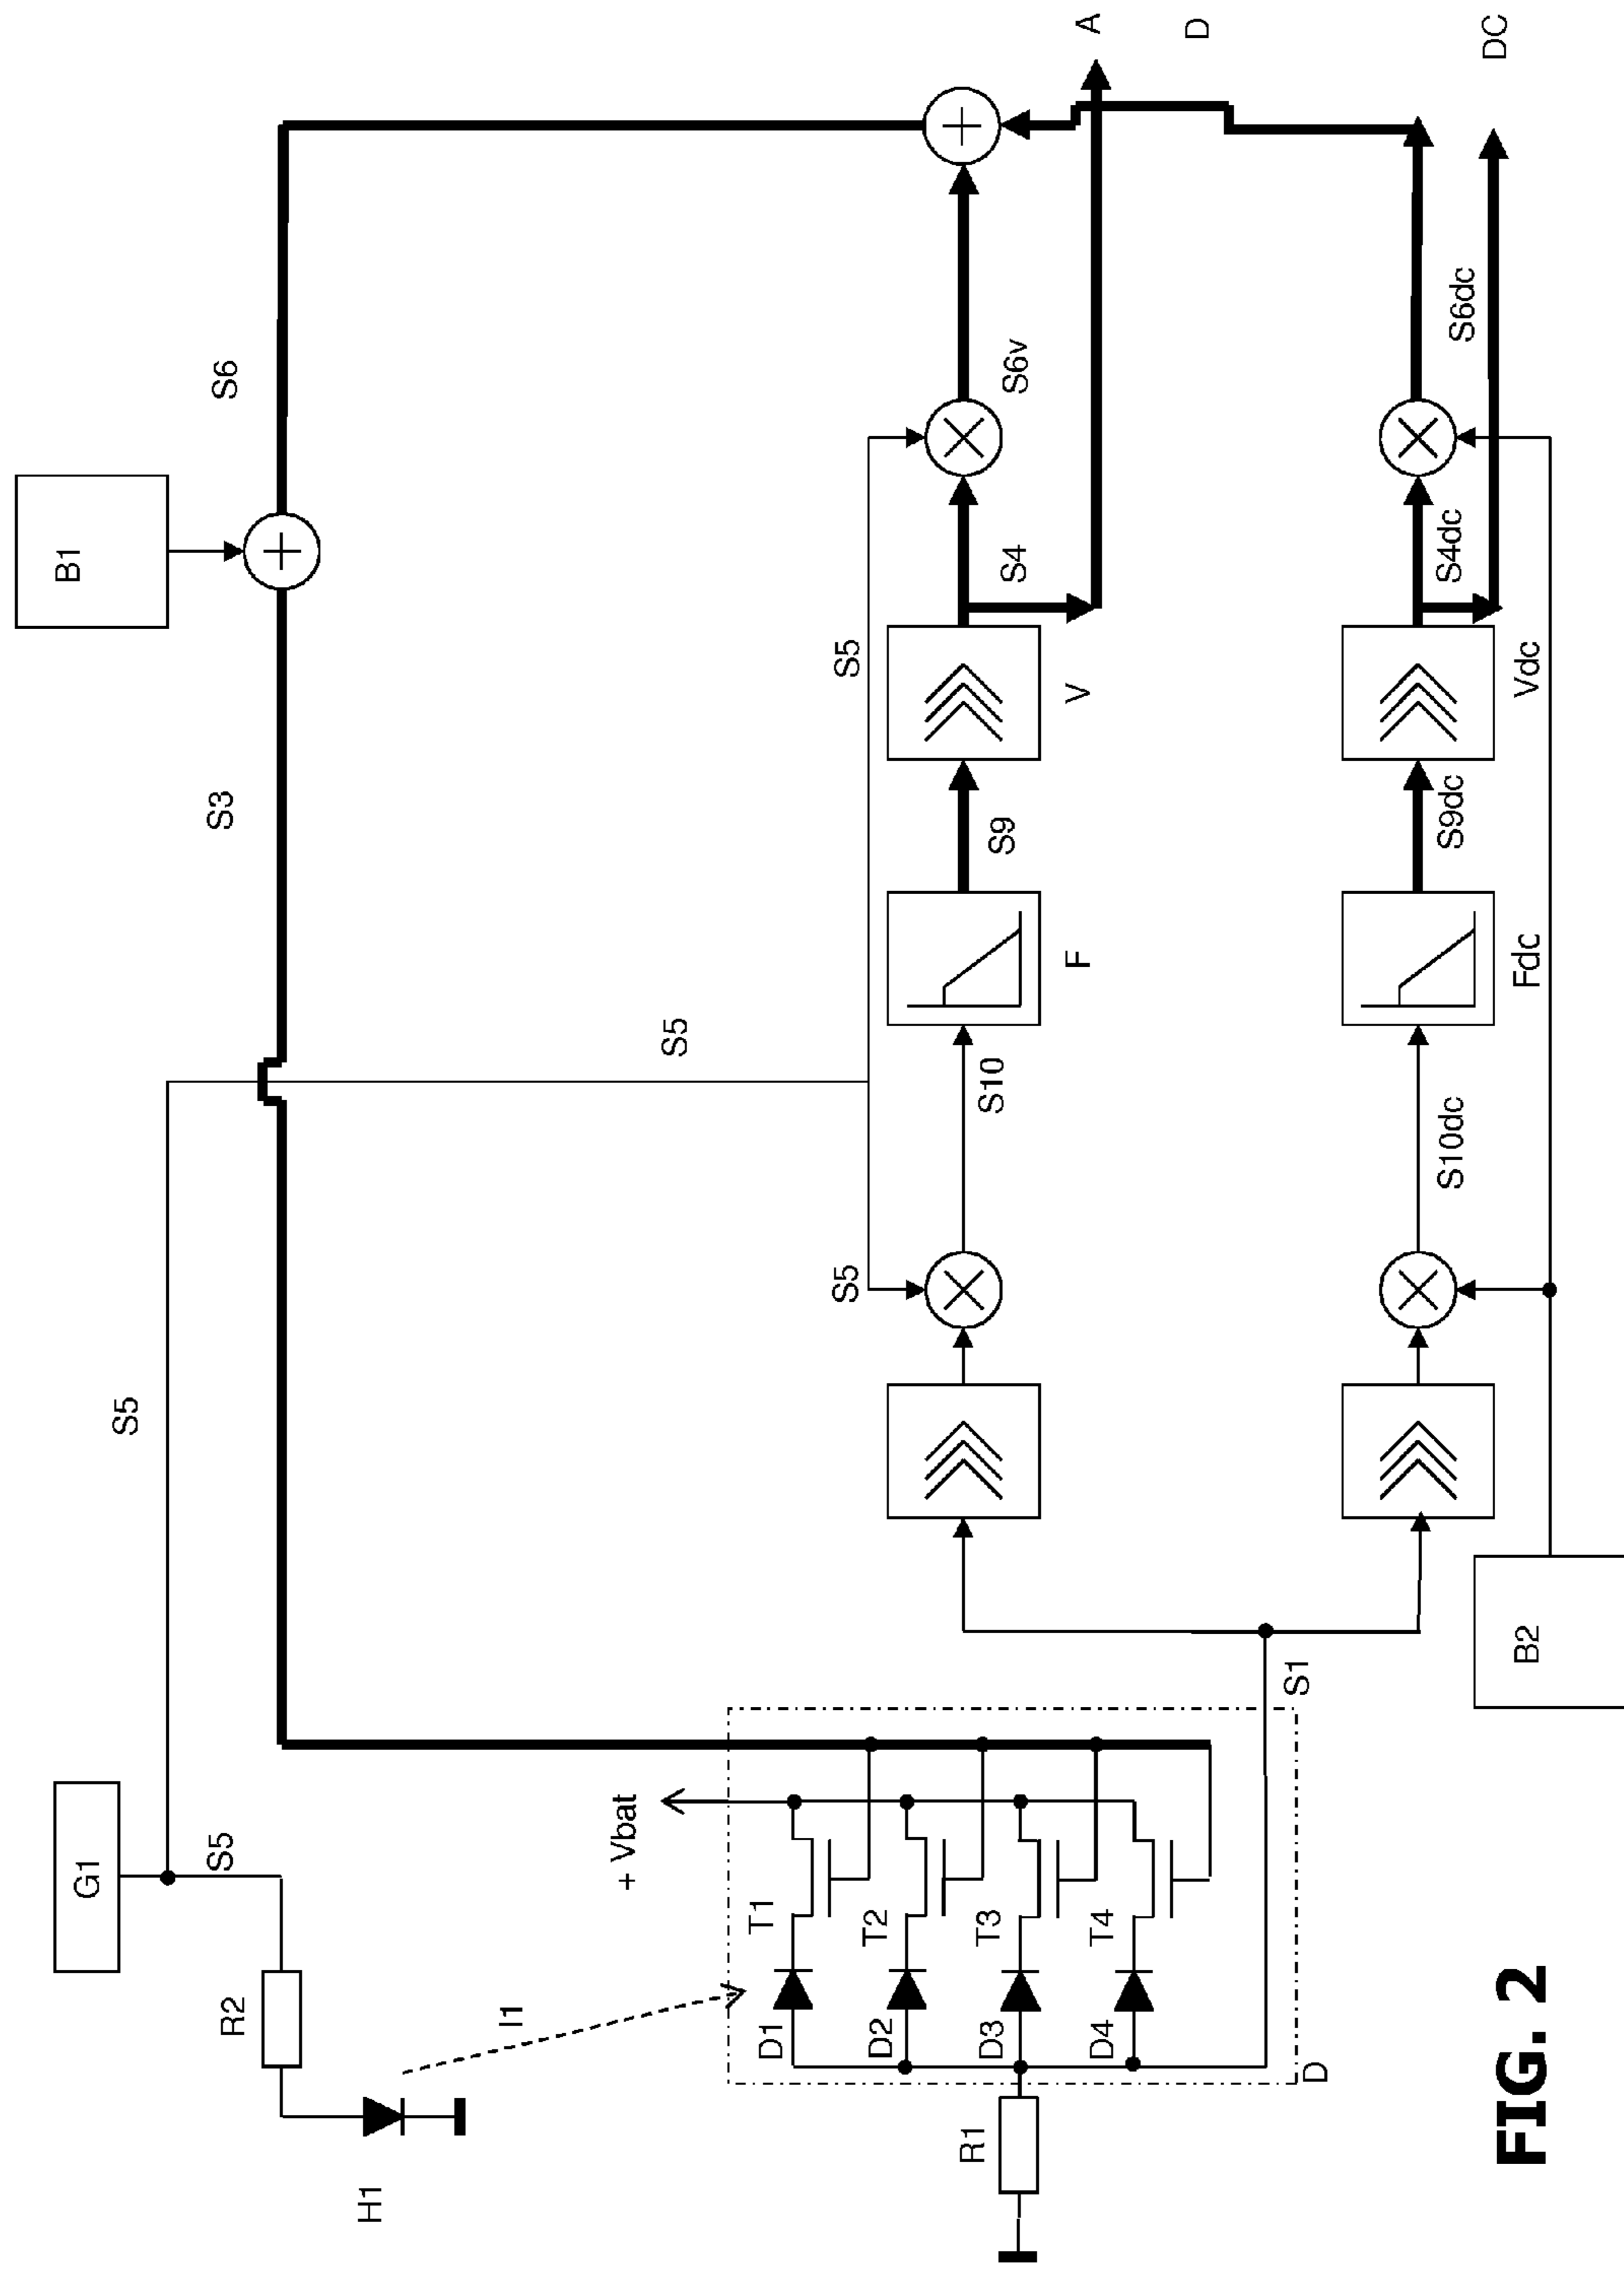 G1
B1
S5
S5
S6
R2
S3
H1
I1
S5
S5
S5
+ Vbat
T1
D1
T2
D2
T3
D3
T4
D4
R1
D
S1
S10
F
S9
V
S4
S6v
A
D
S10dc
Fdc
S9dc
Vdc
S4dc
S6dc
DC
B2
FIG. 2